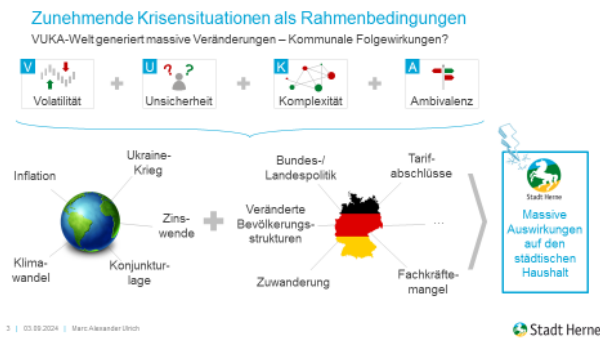 Zunehmende Krisensituationen als Rahmenbedingungen
VUKA-Welt generiert massive Veränderungen – Kommunale Folgewirkungen?
V
Volatilität
U
Unsicherheit
K
Komplexität
A
Ambivalenz
Inflation
Ukraine-
Krieg
Zins-
wende
Klima-
wandel
Konjunktur-
lage
Bundes-/
Landespolitik
Tarif-
abschlüsse
Veränderte
Bevölkerungs-
strukturen
...
Zuwanderung
Fachkräfte-
mangel
Stadt Herne
Massive
Auswirkungen
auf den
städtischen
Haushalt
3 | 03.09.2024 | Marc Alexander Ulrich
Stadt Herne